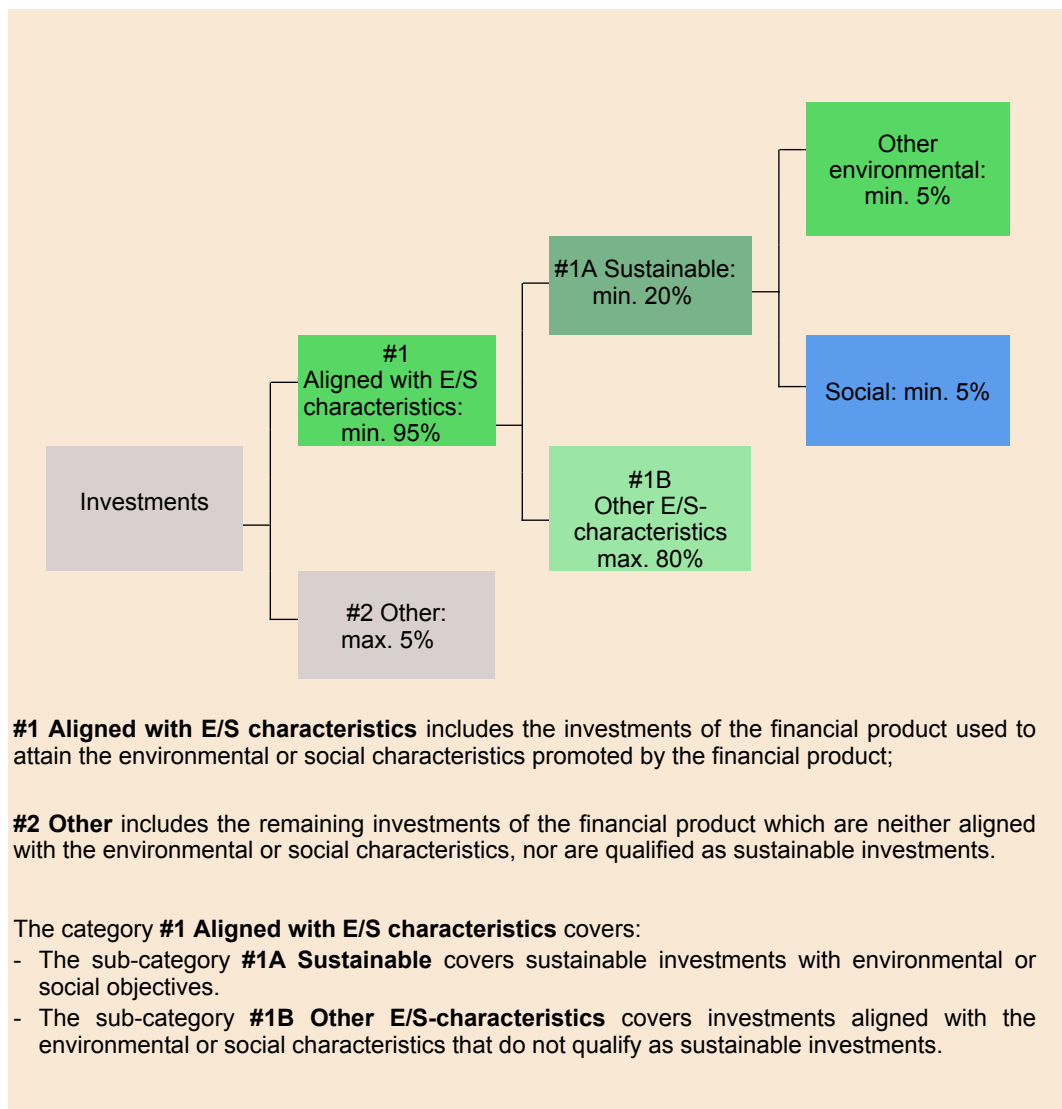 Other
environmental:
min. 5%
#1A Sustainable:
min. 20%
#1
Aligned with E/S
characteristics:
min. 95%
Social: min. 5%
#1B
Other E/S-
characteristics
max. 80%
Investments
#2 Other:
max. 5%
#1 Aligned with E/S characteristics includes the investments of the financial product used to
attain the environmental or social characteristics promoted by the financial product;
#2 Other includes the remaining investments of the financial product which are neither aligned
with the environmental or social characteristics, nor are qualified as sustainable investments.
The category #1 Aligned with E/S characteristics covers:
- The sub-category #1A Sustainable covers sustainable investments with environmental or
social objectives.
- The sub-category #1B Other E/S-characteristics covers investments aligned with the
environmental or social characteristics that do not qualify as sustainable investments.